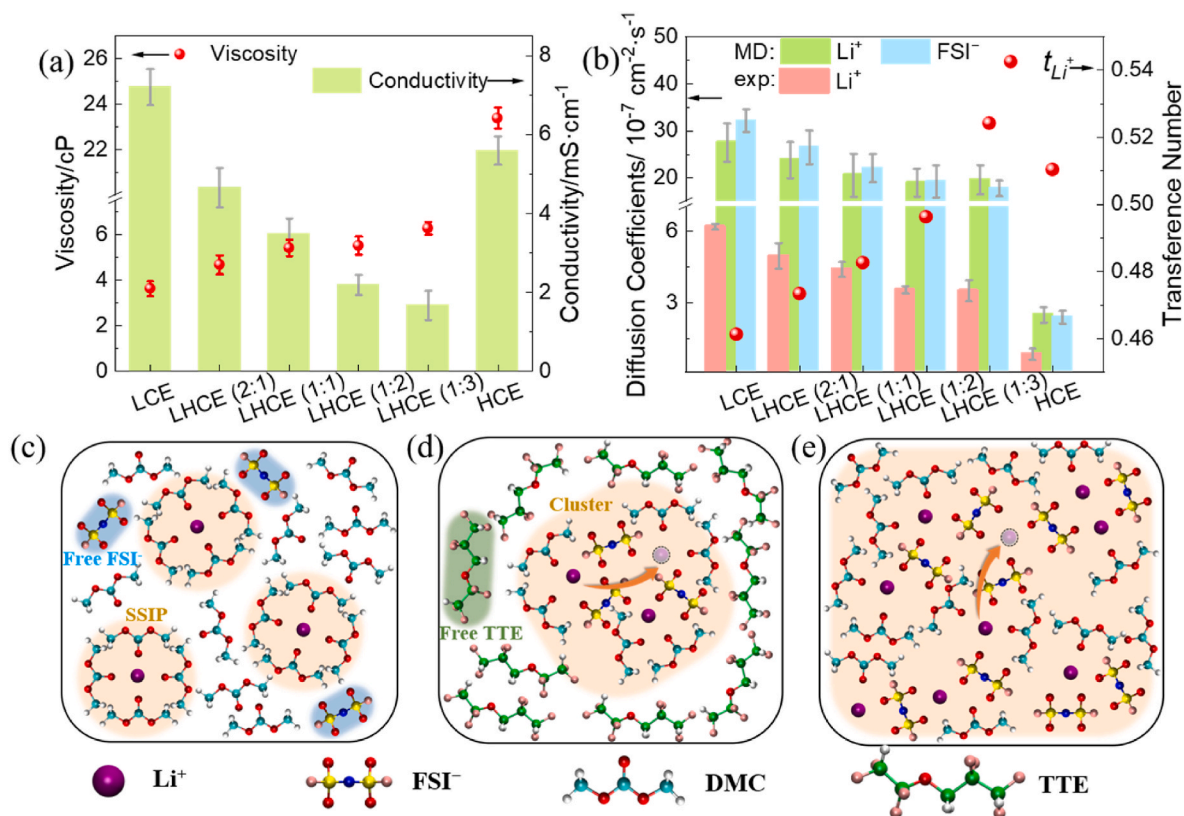 (a)
Viscosity
Conductivity
Viscosity/cP
26
24
22
6
4
2
0
8
6
4
2
0
Conductivity/mS·cm⁻¹
LCE
LHCE (2:1)
LHCE (1:1)
LHCE (1:2)
LHCE (1:3)
HCE
(b)
MD: Li⁺ FSI⁻
exp: Li⁺
t_Li⁺
Diffusion Coefficients/ 10⁻⁷ cm⁻²·s⁻¹
50
40
30
20
6
3
0.54
0.52
0.50
0.48
0.46
Transference Number
LCE
LHCE (2:1)
LHCE (1:1)
LHCE (1:2)
LHCE (1:3)
HCE
(c)
Free FSI⁻
SSIP
(d)
Cluster
Free TTE
(e)
Li⁺
FSI⁻
DMC
TTE